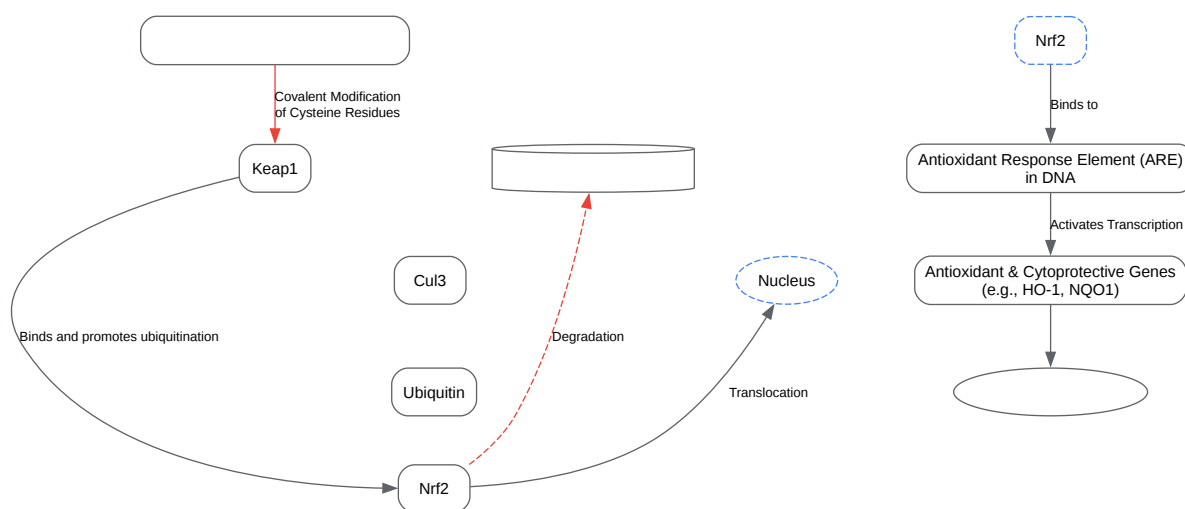 Covalent Modification
of Cysteine Residues
Keap1
Cul3
Binds and promotes ubiquitination
Ubiquitin
Nrf2
Degradation
Translocation
Nucleus
Nrf2
Binds to
Antioxidant Response Element (ARE)
in DNA
Activates Transcription
Antioxidant & Cytoprotective Genes
(e.g., HO-1, NQO1)